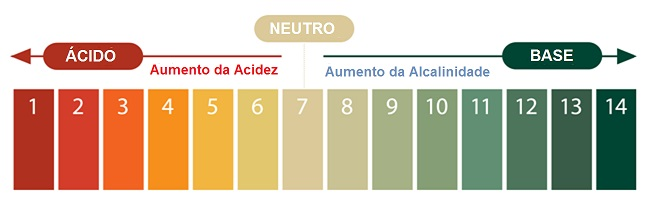 NEUTRO
ÁCIDO
BASE
Aumento da Acidez
Aumento da Alcalinidade
1 2 3 4 5 6 7 8 9 10 11 12 13 14